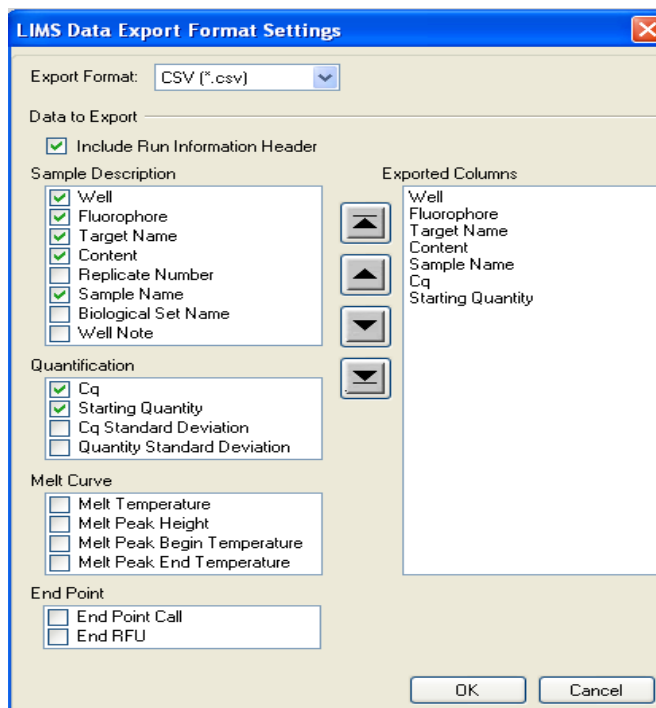 LIMS Data Export Format Settings
Export Format: CSV (*.csv)
Data to Export
Include Run Information Header
Sample Description
Well
Fluorophore
Target Name
Content
Replicate Number
Sample Name
Biological Set Name
Well Note
Quantification
Cq
Starting Quantity
Cq Standard Deviation
Quantity Standard Deviation
Melt Curve
Melt Temperature
Melt Peak Height
Melt Peak Begin Temperature
Melt Peak End Temperature
End Point
End Point Call
End RFU
Exported Columns
Well
Fluorophore
Target Name
Content
Sample Name
Cq
Starting Quantity
OK
Cancel